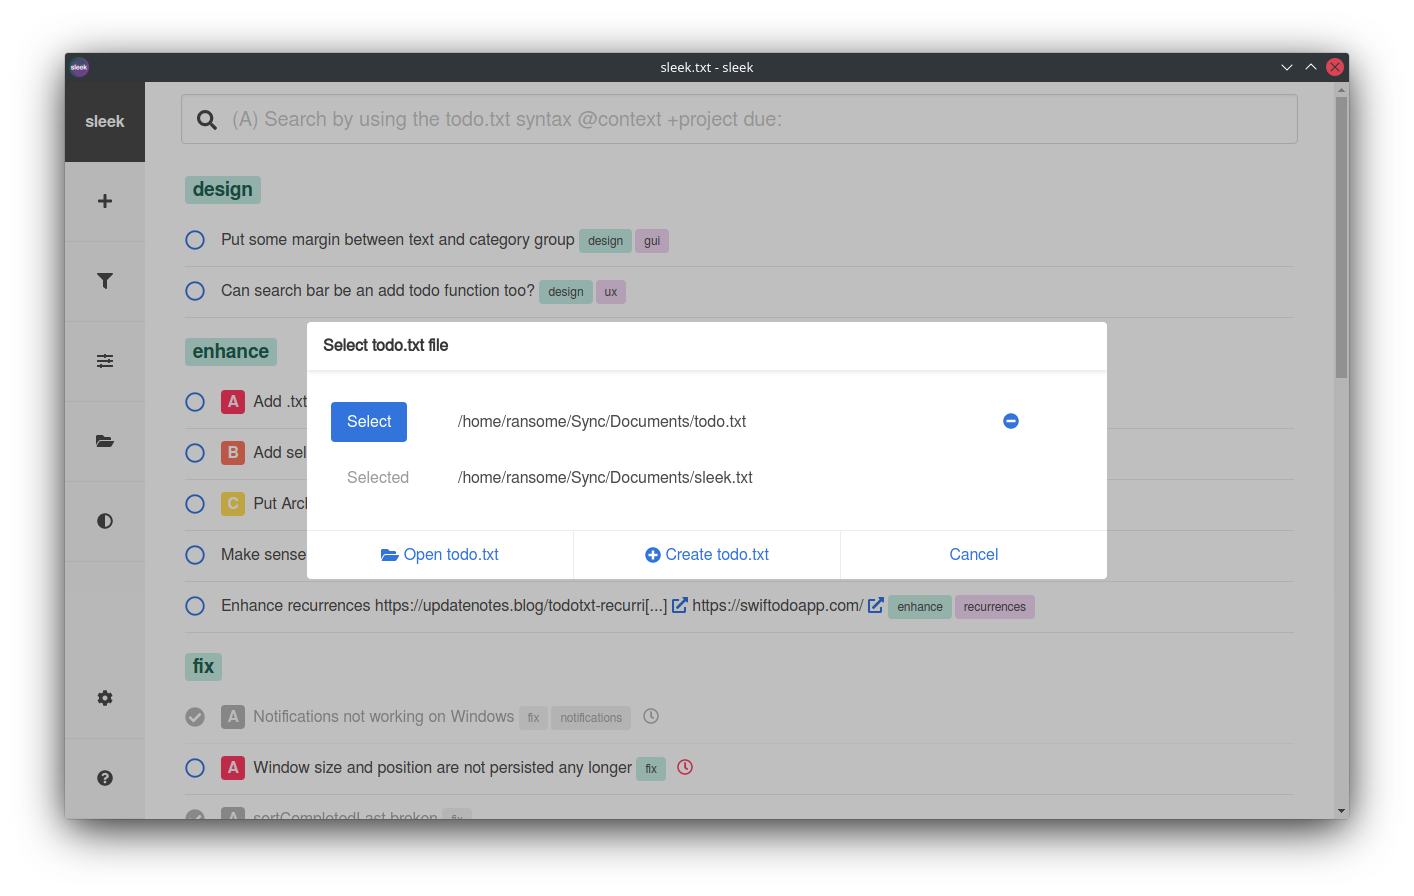 sleek
sleek.txt - sleek
sleek
(A) Search by using the todo.txt syntax @context +project due:
design
Put some margin between text and category group design gui
Can search bar be an add todo function too? design ux
enhance
A Add .txt
B Add sel
C Put Arc
Make sense
Select todo.txt file
Select /home/ransome/Sync/Documents/todo.txt
Selected /home/ransome/Sync/Documents/sleek.txt
Open todo.txt Create todo.txt Cancel
Enhance recurrences https://updatenotes.blog/todotxt-recurri[...] https://swiftodoapp.com/ enhance recurrences
fix
A Notifications not working on Windows fix notifications
A Window size and position are not persisted any longer fix
A sortCompletedLast broken fix